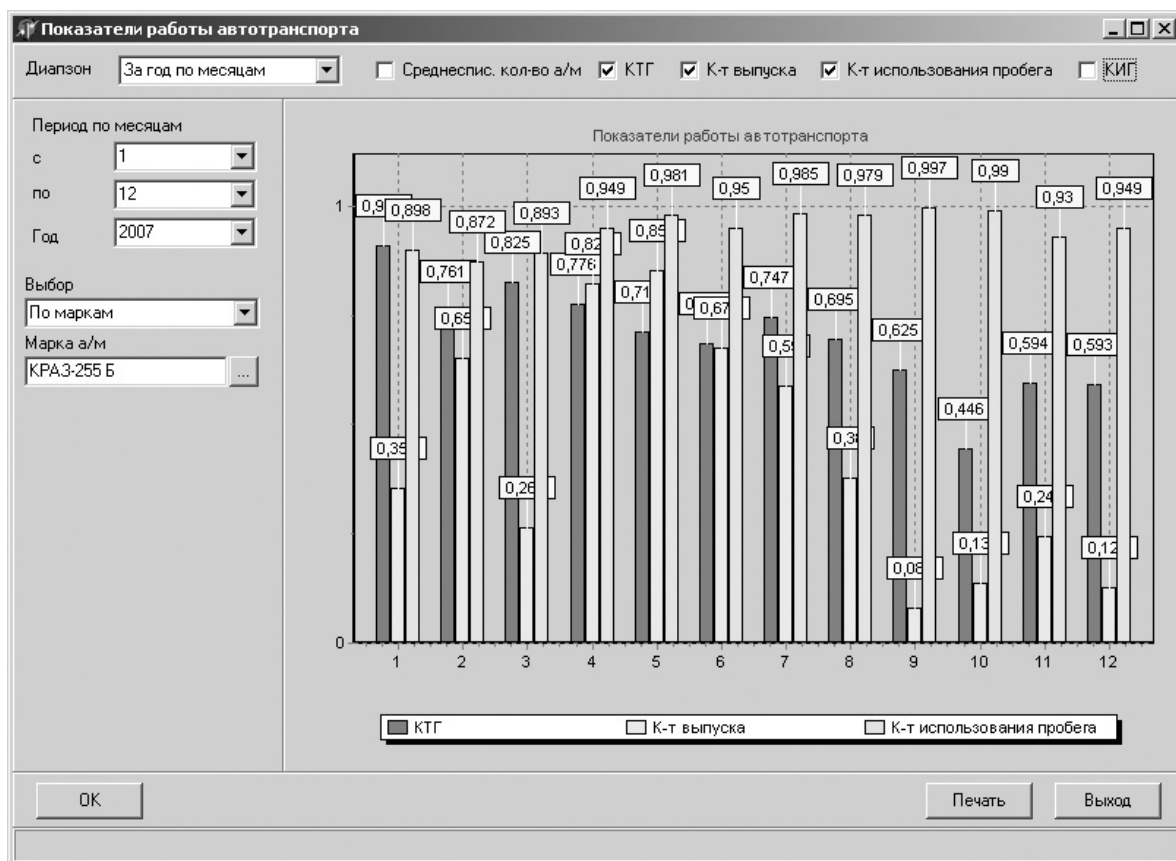 Показатели работы автотранспорта
Диапзон За год по месяцам Среднеспис. кол-во а/м КТГ К-т выпуска К-т использования пробега КИГ
Период по месяцам
с 1
по 12
Год 2007
Выбор
По маркам
Марка а/м
КРАЗ-255 Б ...
Показатели работы автотранспорта
0,898 0,872 0,893 0,949 0,981 0,95 0,985 0,979 0,997 0,99 0,93 0,949
1
0,761 0,825 0,776 0,747 0,695 0,625 0,446 0,594 0,593
0
1 2 3 4 5 6 7 8 9 10 11 12
КТГ К-т выпуска К-т использования пробега
OK Печать Выход